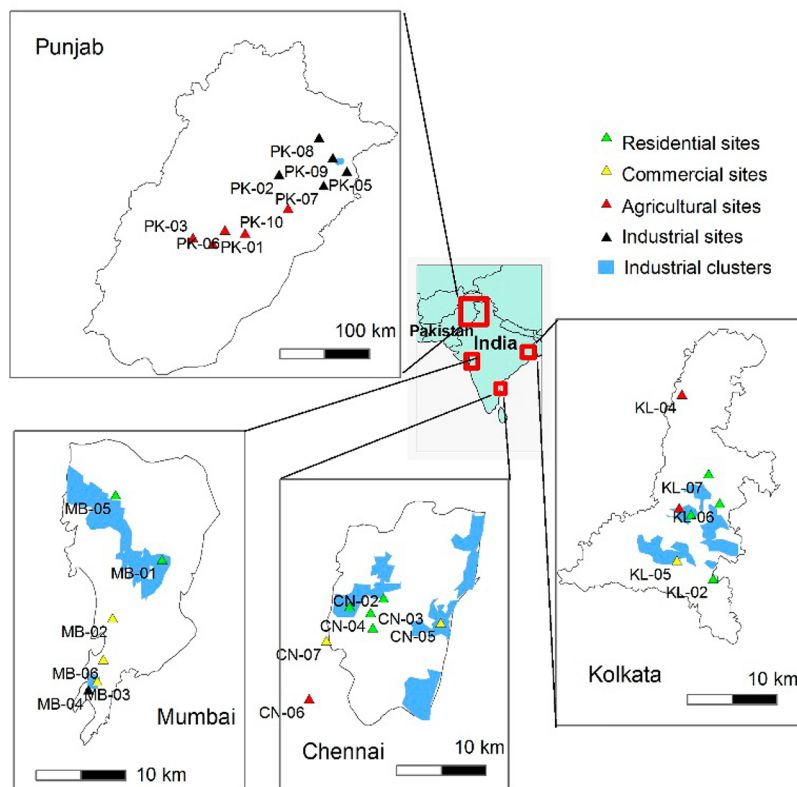 Punjab
PK-08
PK-09
PK-02
PK-05
PK-07
PK-03
PK-10
PK-06
PK-01
100 km
Residential sites
Commercial sites
Agricultural sites
Industrial sites
Industrial clusters
Pakistan
India
MB-05
MB-01
MB-02
MB-06
MB-03
MB-04
Mumbai
10 km
CN-02
CN-03
CN-04
CN-05
CN-07
CN-06
Chennai
10 km
KL-04
KL-07
KL-06
KL-05
KL-02
Kolkata
10 km